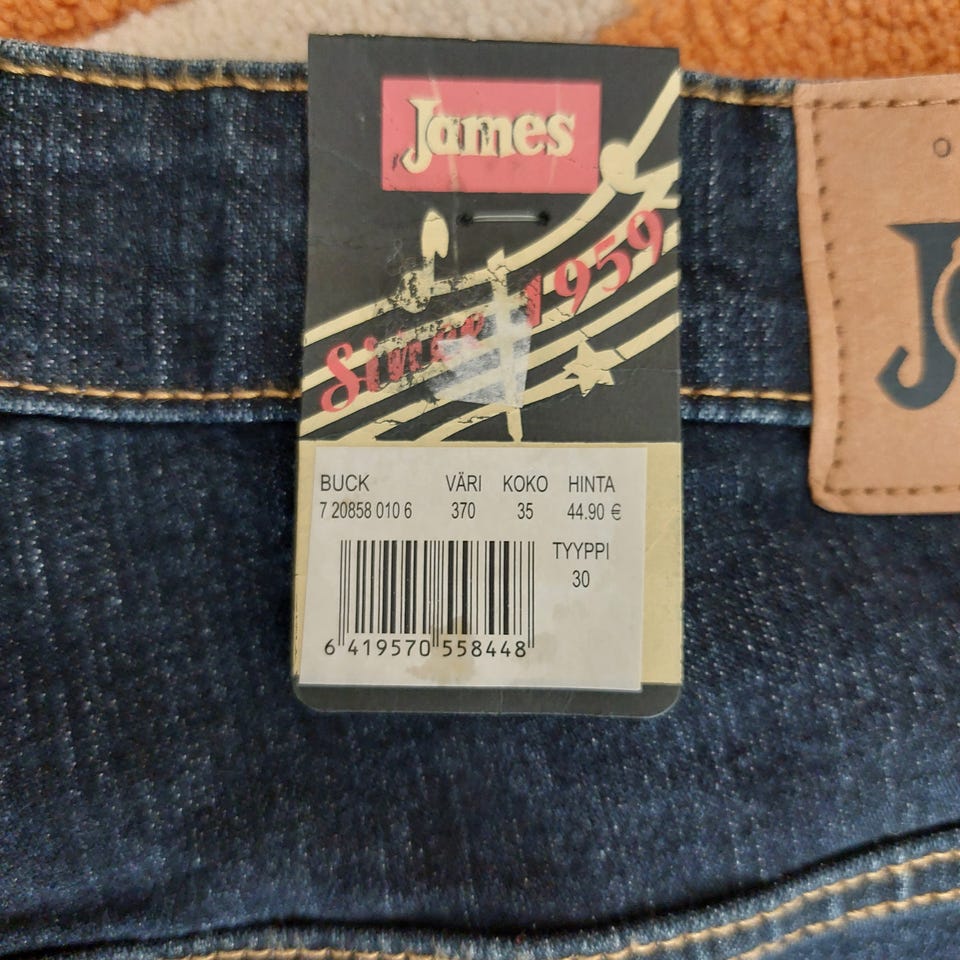 James
Since 1959
BUCK VÄRI KOKO HINTA
7 20858 010 6 370 35 44.90 €
TYYPPI
30
6 419570 558448